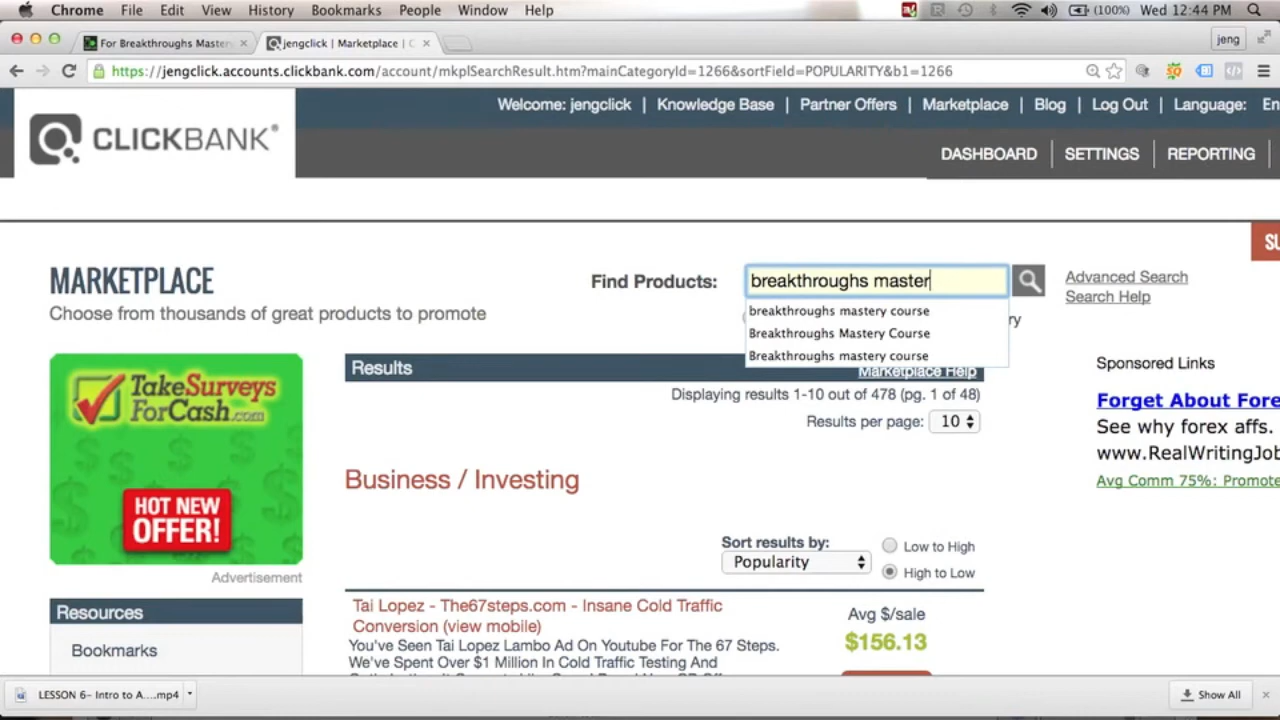 Chrome File Edit View History Bookmarks People Window Help (100%) Wed 12:44 PM
For Breakthroughs Master jengclick | Marketplace | C jeng
https://jengclick.accounts.clickbank.com/account/mkplSearchResult.htm?mainCategoryId=1266&sortField=POPULARITY&b1=1266
Welcome: jengclick | Knowledge Base | Partner Offers | Marketplace | Blog | Log Out | Language: En
CLICKBANK®
DASHBOARD SETTINGS REPORTING
SU
MARKETPLACE
Choose from thousands of great products to promote
Find Products: breakthroughs master
Advanced Search
Search Help
breakthroughs mastery course
Breakthroughs Mastery Course
Breakthroughs mastery course
ry
TakeSurveys
ForCash.com
HOT NEW
OFFER!
Advertisement
Resources
Bookmarks
Results
Marketplace Help
Displaying results 1-10 out of 478 (pg. 1 of 48)
Results per page: 10
Business / Investing
Sort results by:
Popularity
Low to High
High to Low
Tai Lopez - The67steps.com - Insane Cold Traffic
Conversion (view mobile)
You've Seen Tai Lopez Lambo Ad On Youtube For The 67 Steps.
We've Spent Over $1 Million In Cold Traffic Testing And
Avg $/sale
$156.13
Sponsored Links
Forget About Fore
See why forex affs.
www.RealWritingJob
Avg Comm 75%: Promote
LESSON 6– Intro to A....mp4
Show All